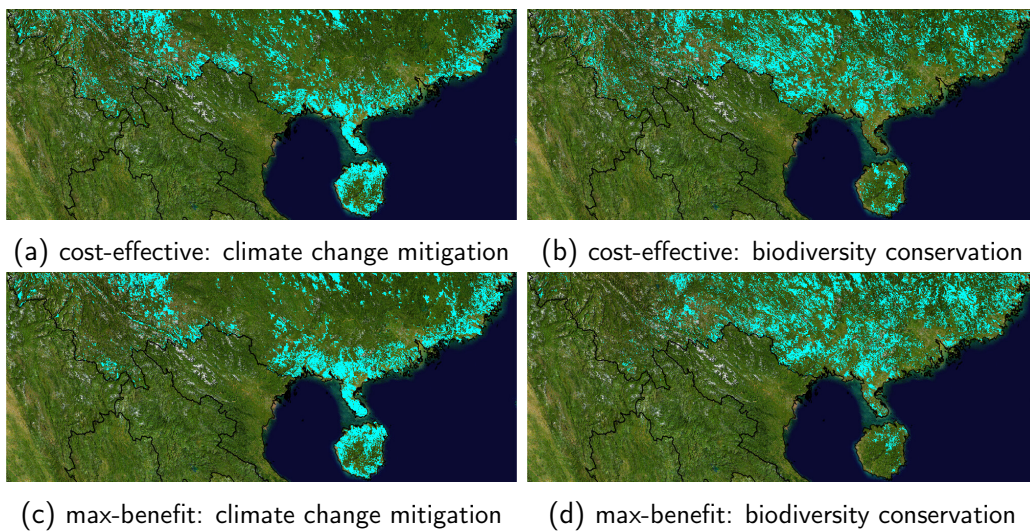 (a) cost-effective: climate change mitigation
(b) cost-effective: biodiversity conservation
(c) max-benefit: climate change mitigation
(d) max-benefit: biodiversity conservation